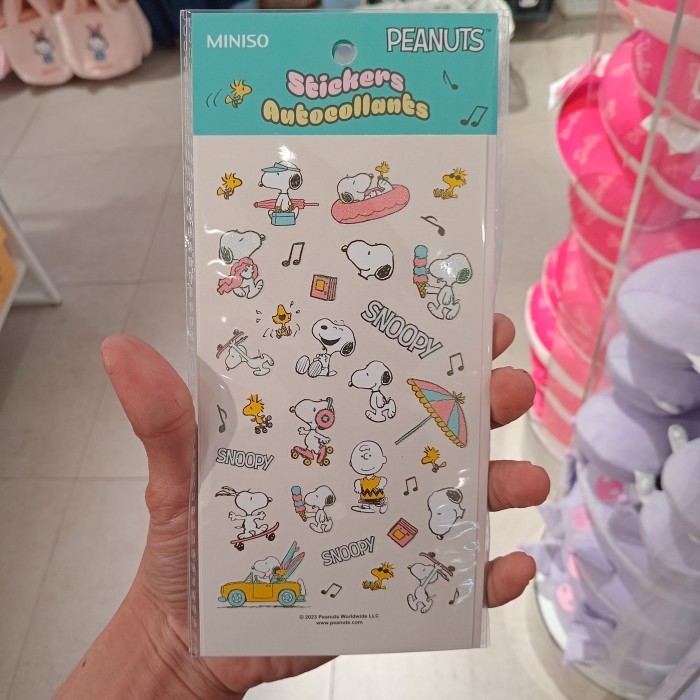 MINISO
PEANUTS
Stickers
Autocollants
SNOOPY
SNOOPY
SNOOPY
© 2023 Peanuts Worldwide LLC
www.peanuts.com